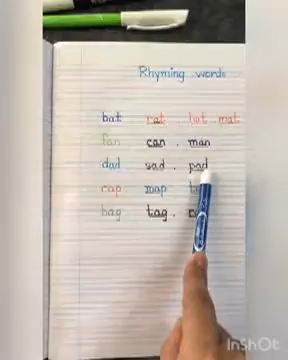 Rhyming words
bat rat. hat mat
fan can. man
dad sad. pad
cap map
bag tag.
InShOt